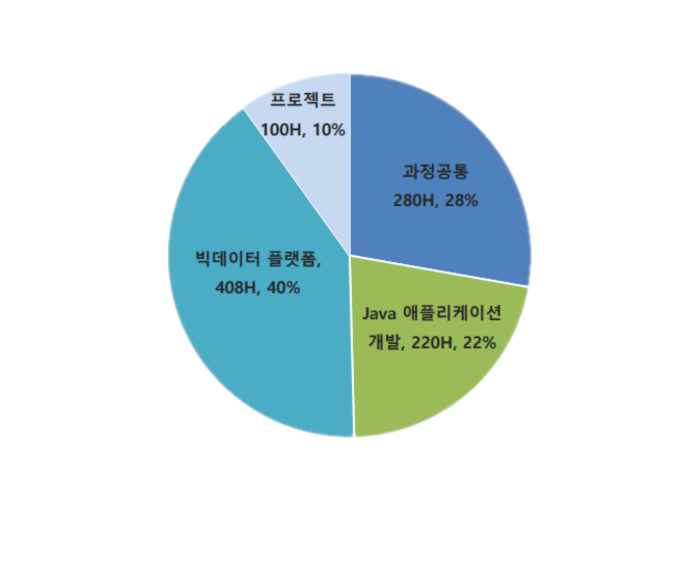 프로젝트
100H, 10%
과정공통
280H, 28%
빅데이터 플랫폼,
408H, 40%
Java 애플리케이션
개발, 220H, 22%